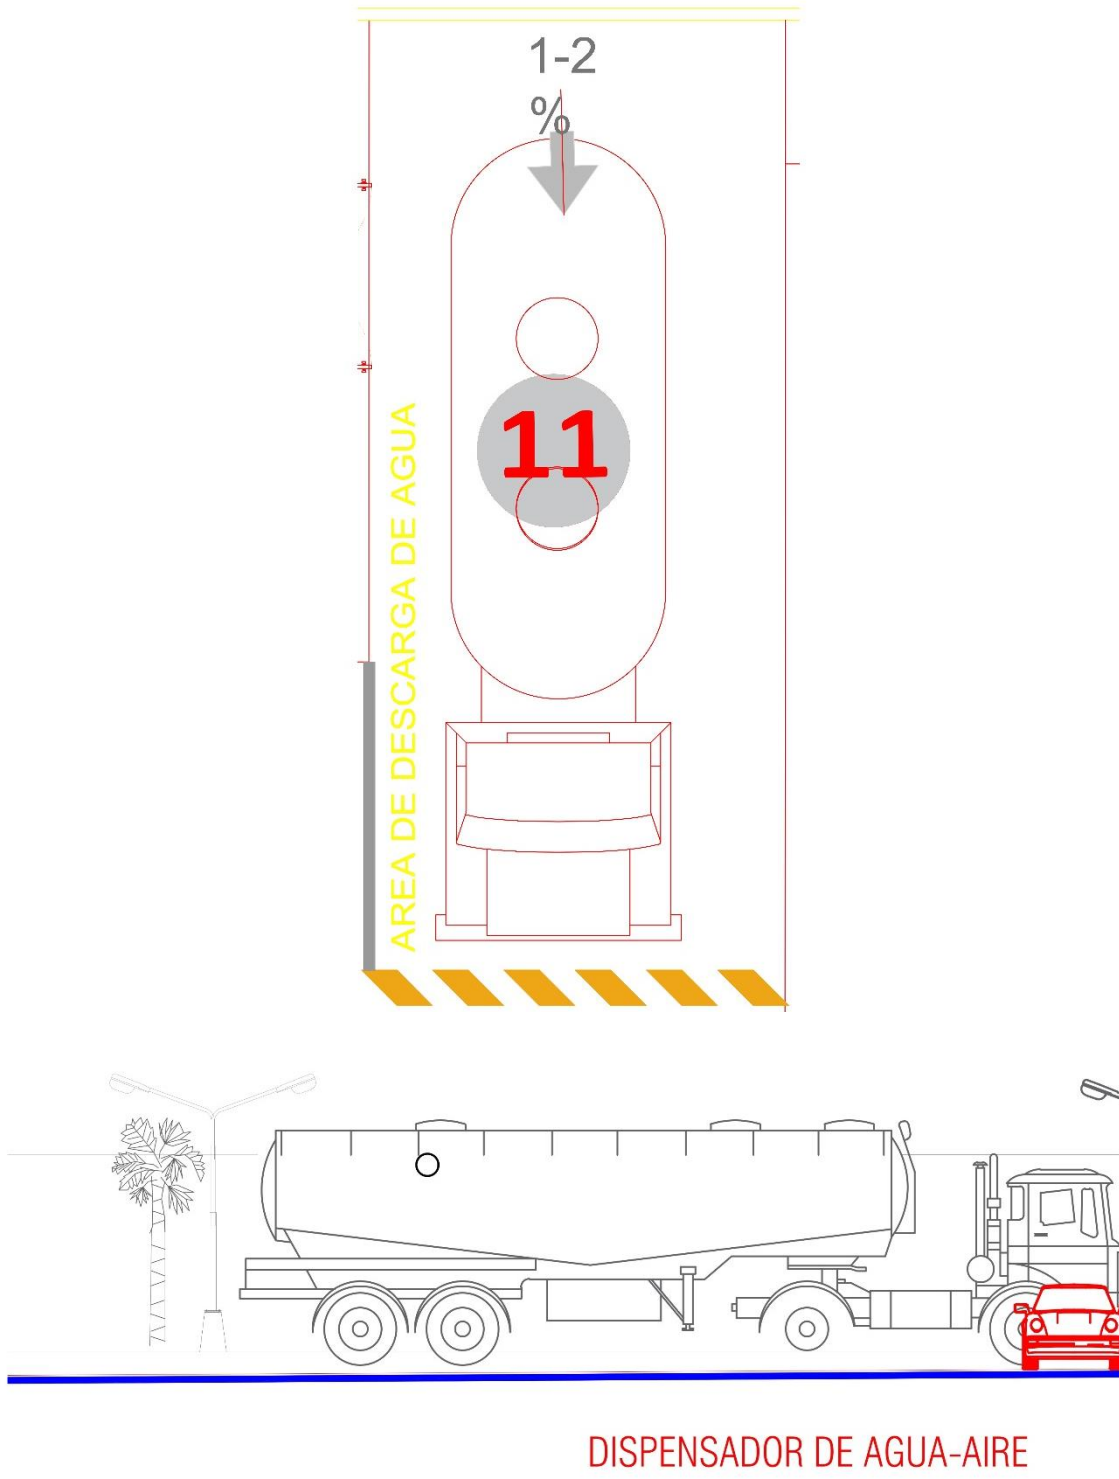 1-2
%
11
AREA DE DESCARGA DE AGUA
DISPENSADOR DE AGUA-AIRE